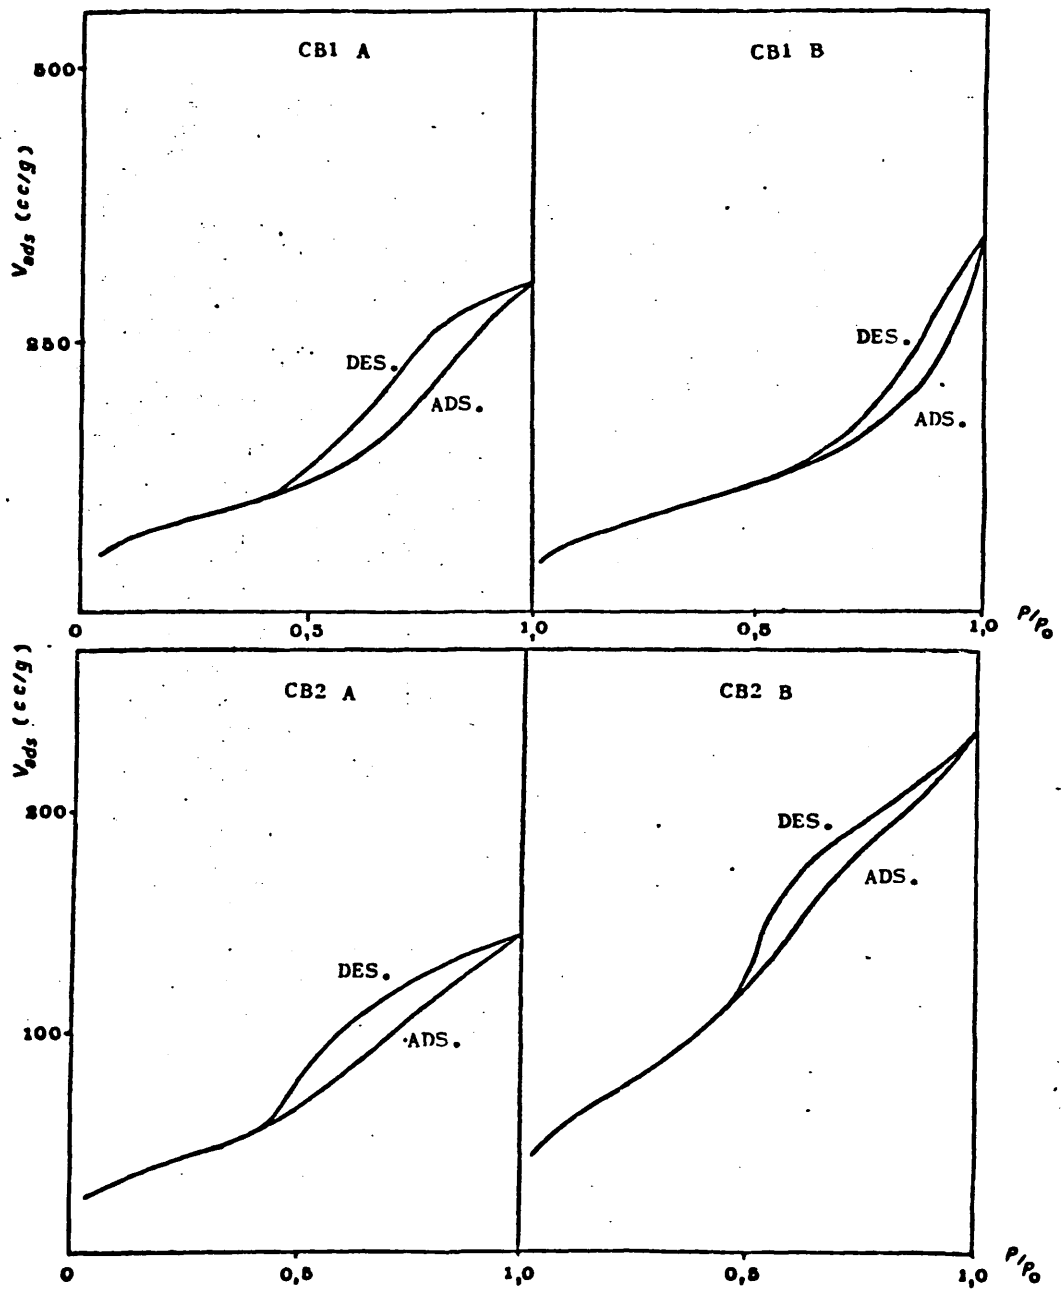 CB1 A
CB1 B
500
Vads (cc/g)
250
DES.
ADS.
DES.
ADS.
0
0,5
1,0
0,5
1,0
P/P0
Vads (cc/g)
CB2 A
CB2 B
200
DES.
ADS.
DES.
ADS.
100
0
0,5
1,0
0,5
1,0
P/P0